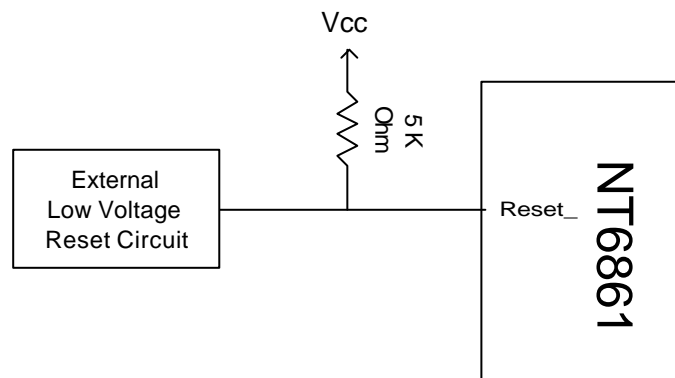 Vcc
5 K
Ohm
External
Low Voltage
Reset Circuit
Reset_
NT6861